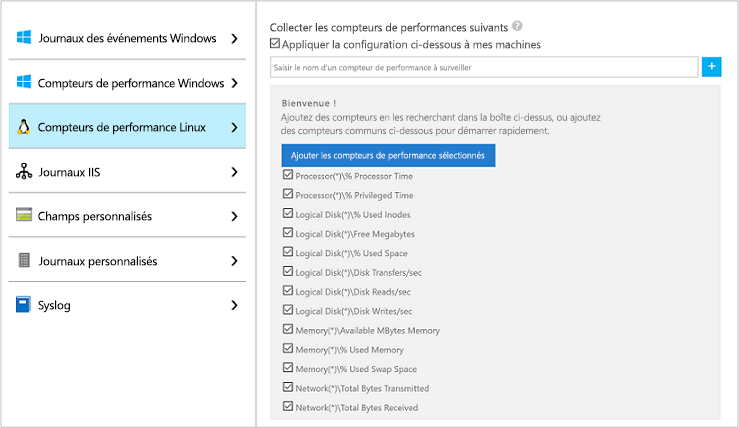 Journaux des événements Windows
Compteurs de performance Windows
Compteurs de performance Linux
Journaux IIS
Champs personnalisés
Journaux personnalisés
Syslog
Collecter les compteurs de performances suivants ?
Appliquer la configuration ci-dessous à mes machines
Saisir le nom d'un compteur de performance à surveiller
+
Bienvenue !
Ajoutez des compteurs en les recherchant dans la boîte ci-dessus, ou ajoutez
des compteurs communs ci-dessous pour démarrer rapidement.
Ajouter les compteurs de performance sélectionnés
Processor(*)\% Processor Time
Processor(*)\% Privileged Time
Logical Disk(*)\% Used Inodes
Logical Disk(*)\Free Megabytes
Logical Disk(*)\% Used Space
Logical Disk(*)\Disk Transfers/sec
Logical Disk(*)\Disk Reads/sec
Logical Disk(*)\Disk Writes/sec
Memory(*)\Available MBytes Memory
Memory(*)\% Used Memory
Memory(*)\% Used Swap Space
Network(*)\Total Bytes Transmitted
Network(*)\Total Bytes Received